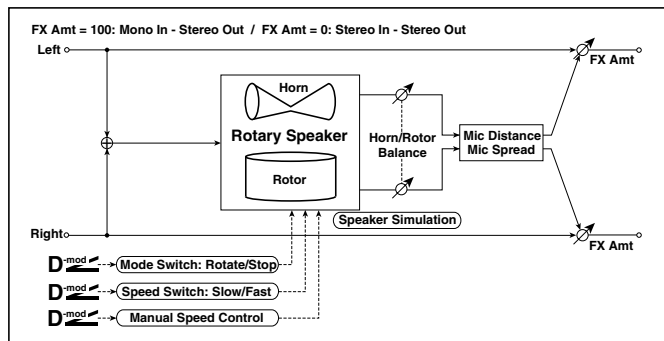 FX Amt = 100: Mono In - Stereo Out / FX Amt = 0: Stereo In - Stereo Out
Left
FX Amt
Horn
Rotary Speaker
Rotor
Horn/Rotor
Balance
Mic Distance
Mic Spread
Speaker Simulation
Right
FX Amt
D-mod
Mode Switch: Rotate/Stop
D-mod
Speed Switch: Slow/Fast
D-mod
Manual Speed Control